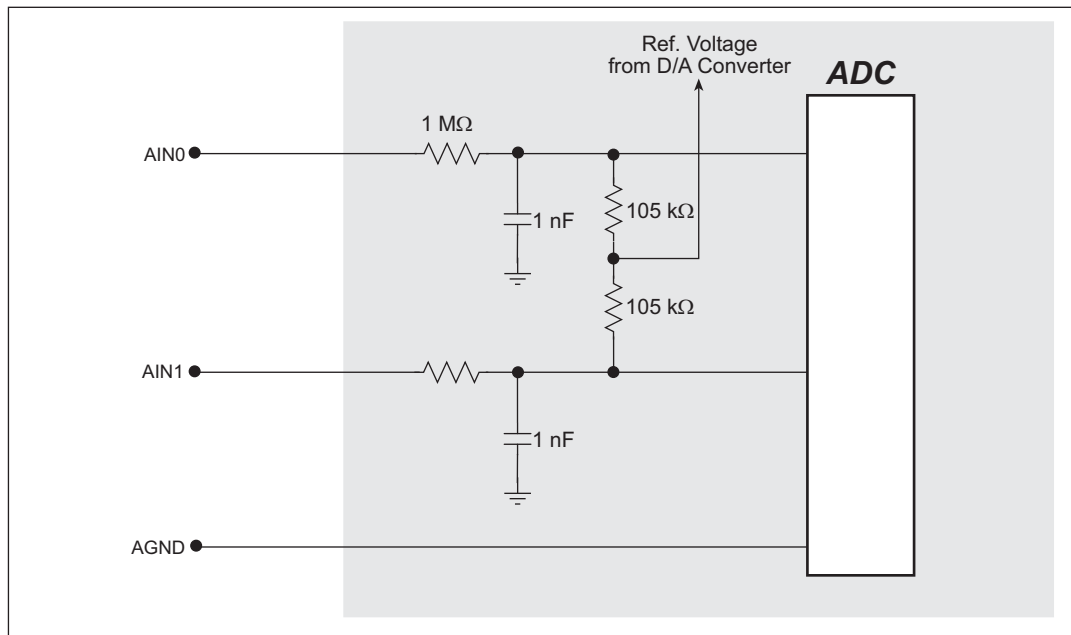 Ref. Voltage
from D/A Converter
ADC
1 MΩ
AIN0
105 kΩ
1 nF
105 kΩ
AIN1
1 nF
AGND